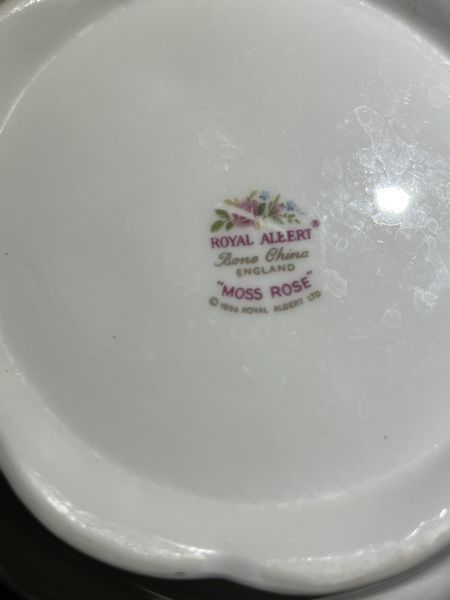 ROYAL ALBERT®
Bone China
ENGLAND
"MOSS ROSE"
© 1956 ROYAL ALBERT LTD